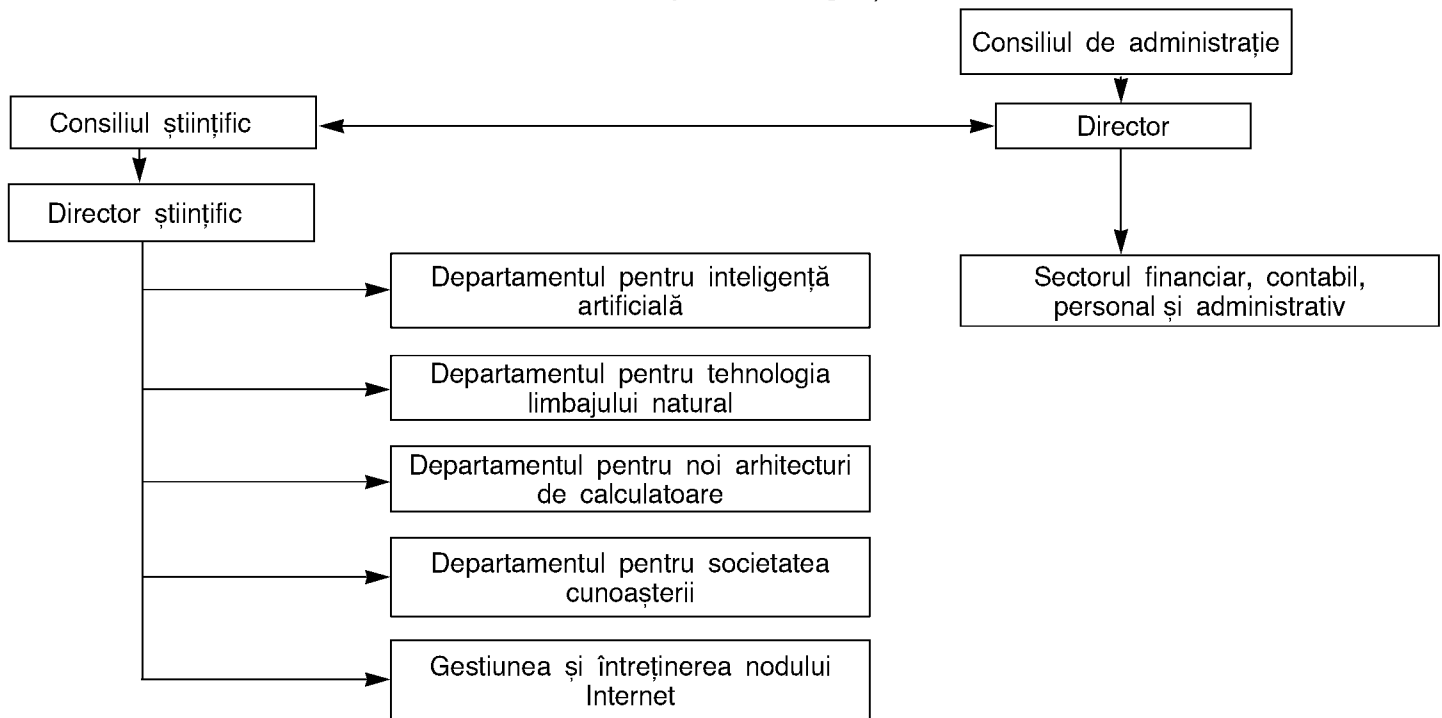 Consiliul de administrație
Consiliul științific
Director
Director științific
Departamentul pentru inteligență
artificială
Sectorul financiar, contabil,
personal și administrativ
Departamentul pentru tehnologia
limbajului natural
Departamentul pentru noi arhitecturi
de calculatoare
Departamentul pentru societatea
cunoașterii
Gestiunea și întreținerea nodului
Internet